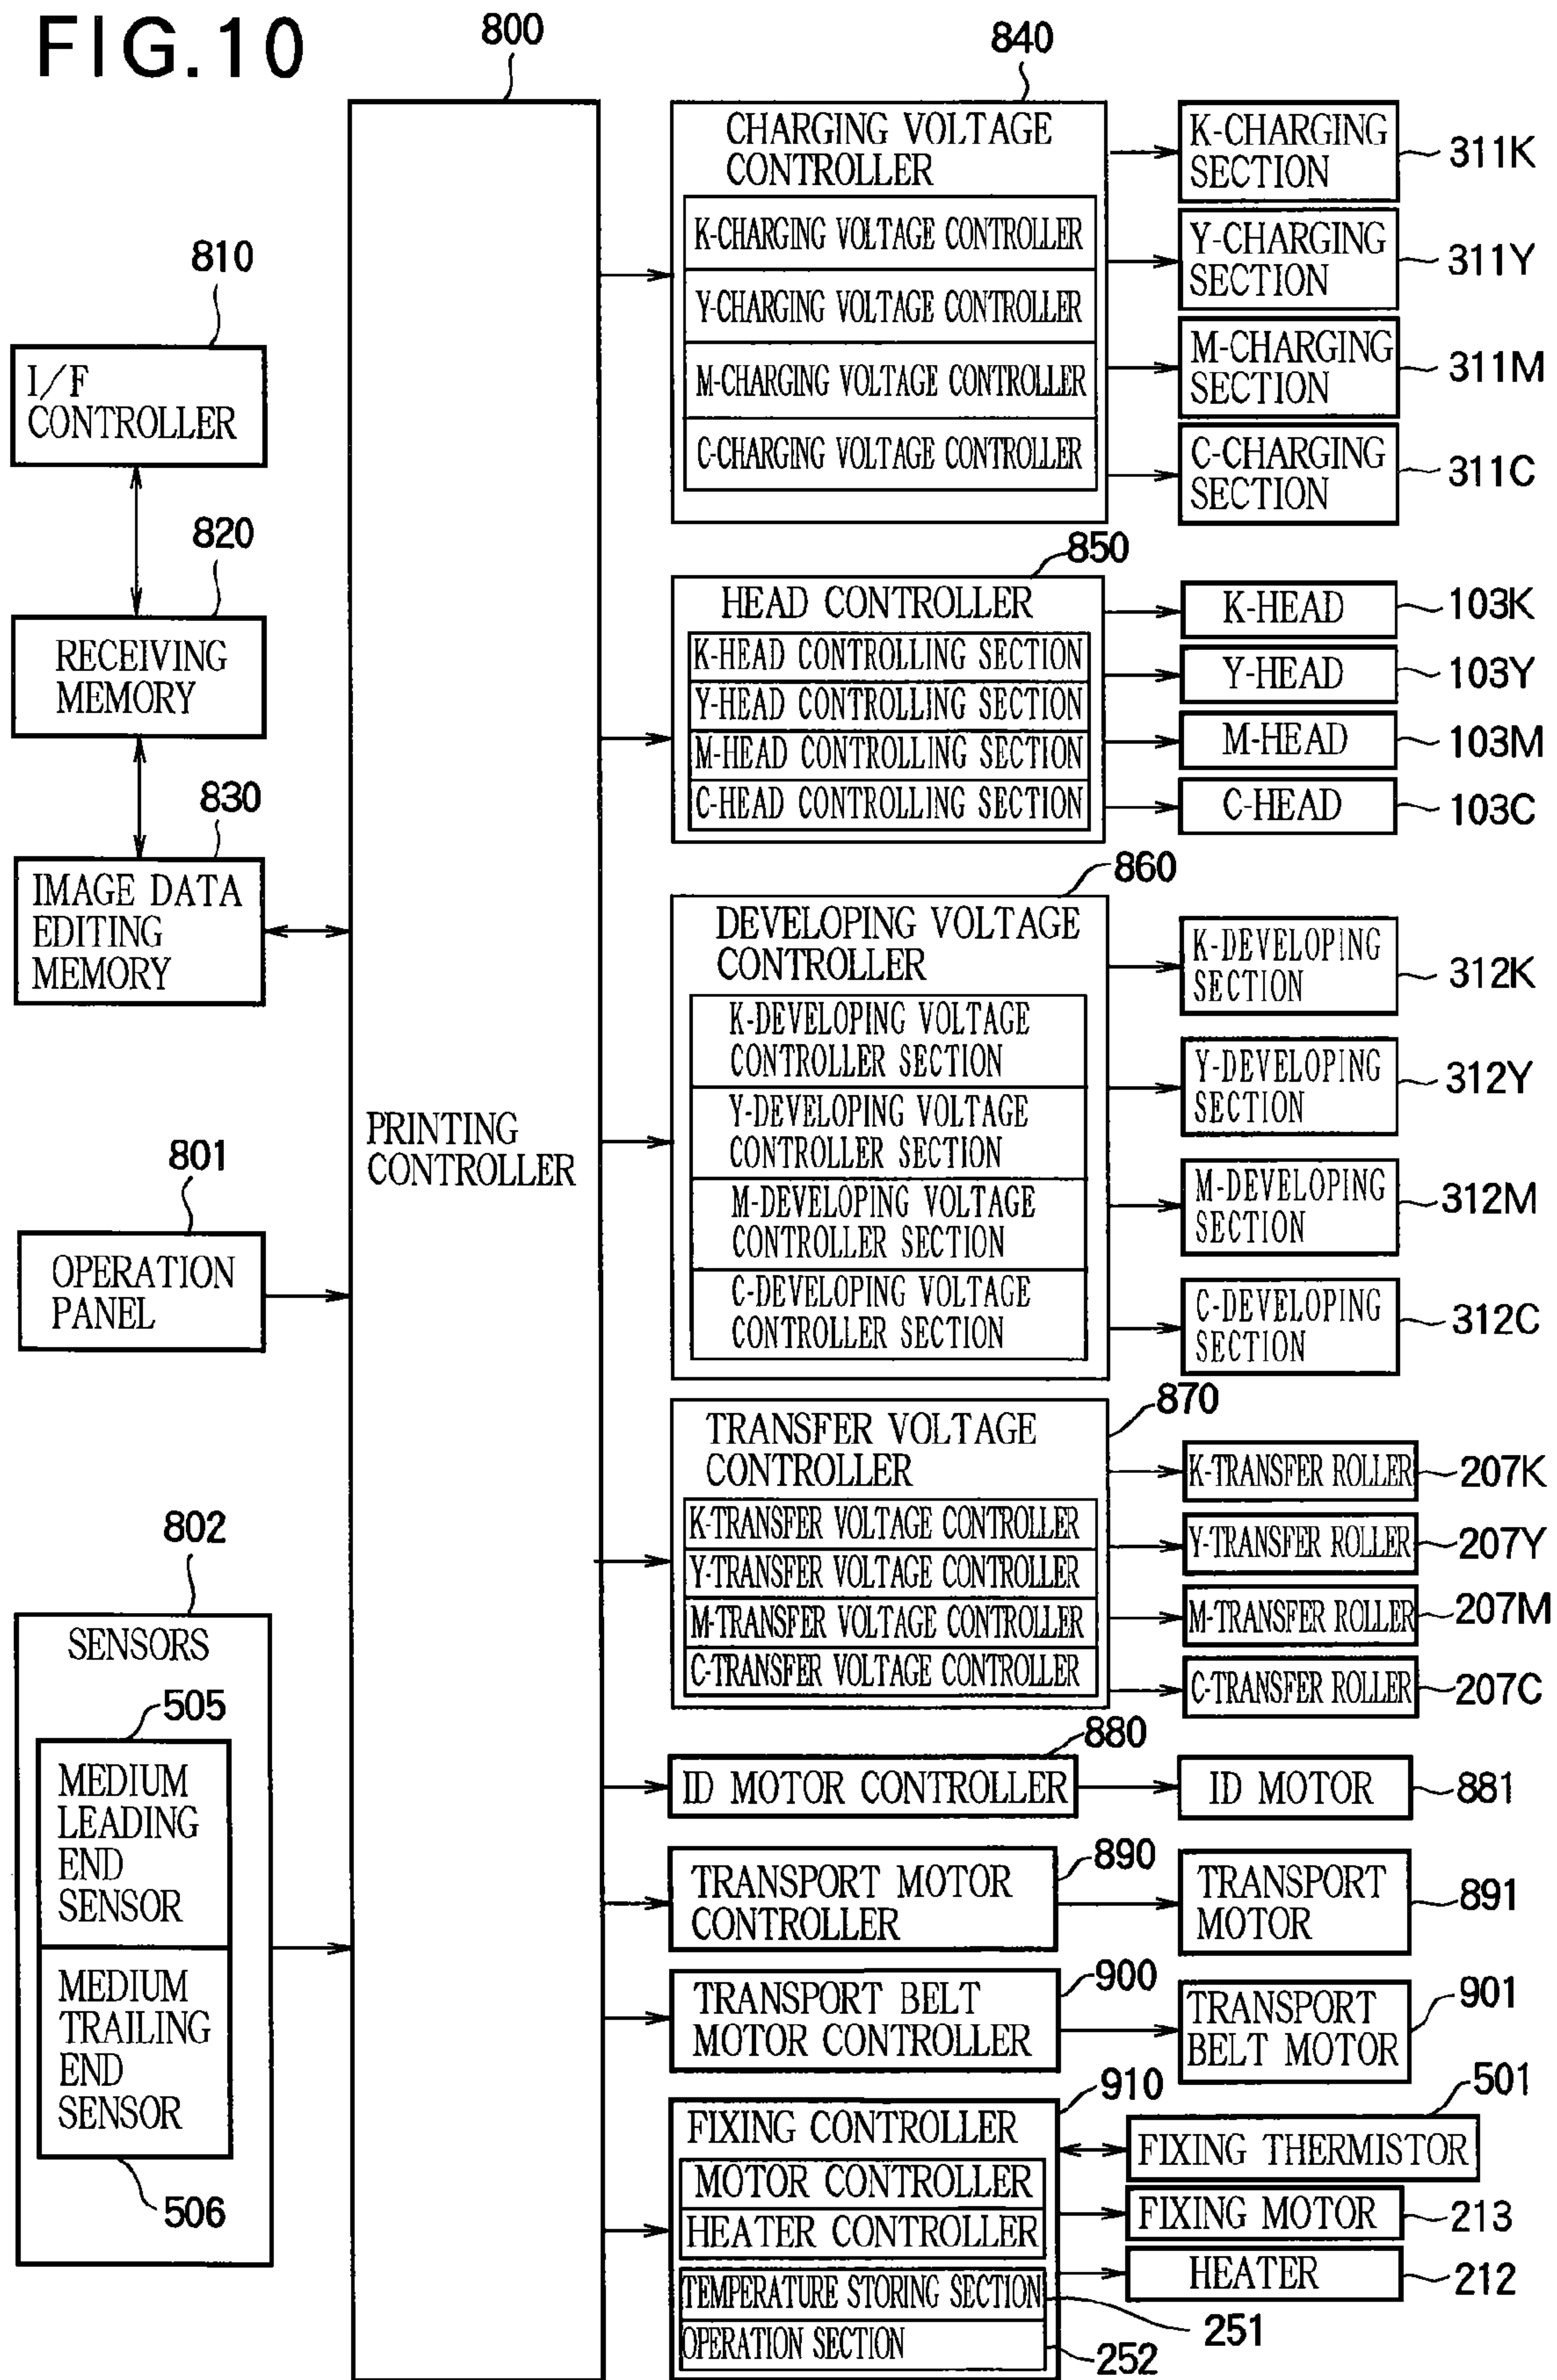 FIG.10
800
810
I/F
CONTROLLER
820
RECEIVING
MEMORY
830
IMAGE DATA
EDITING
MEMORY
801
OPERATION
PANEL
802
SENSORS
505
MEDIUM
LEADING
END
SENSOR
MEDIUM
TRAILING
END
SENSOR
506
PRINTING
CONTROLLER
840
CHARGING VOLTAGE
CONTROLLER
K-CHARGING VOLTAGE CONTROLLER
Y-CHARGING VOLTAGE CONTROLLER
M-CHARGING VOLTAGE CONTROLLER
C-CHARGING VOLTAGE CONTROLLER
K-CHARGING
SECTION
311K
Y-CHARGING
SECTION
311Y
M-CHARGING
SECTION
311M
C-CHARGING
SECTION
311C
850
HEAD CONTROLLER
K-HEAD CONTROLLING SECTION
Y-HEAD CONTROLLING SECTION
M-HEAD CONTROLLING SECTION
C-HEAD CONTROLLING SECTION
K-HEAD
103K
Y-HEAD
103Y
M-HEAD
103M
C-HEAD
103C
860
DEVELOPING VOLTAGE
CONTROLLER
K-DEVELOPING VOLTAGE
CONTROLLER SECTION
Y-DEVELOPING VOLTAGE
CONTROLLER SECTION
M-DEVELOPING VOLTAGE
CONTROLLER SECTION
C-DEVELOPING VOLTAGE
CONTROLLER SECTION
K-DEVELOPING
SECTION
312K
Y-DEVELOPING
SECTION
312Y
M-DEVELOPING
SECTION
312M
C-DEVELOPING
SECTION
312C
870
TRANSFER VOLTAGE
CONTROLLER
K-TRANSFER VOLTAGE CONTROLLER
Y-TRANSFER VOLTAGE CONTROLLER
M-TRANSFER VOLTAGE CONTROLLER
C-TRANSFER VOLTAGE CONTROLLER
K-TRANSFER ROLLER
207K
Y-TRANSFER ROLLER
207Y
M-TRANSFER ROLLER
207M
C-TRANSFER ROLLER
207C
880
ID MOTOR CONTROLLER
ID MOTOR
881
890
TRANSPORT MOTOR
CONTROLLER
TRANSPORT
MOTOR
891
900
TRANSPORT BELT
MOTOR CONTROLLER
TRANSPORT
BELT MOTOR
901
910
FIXING CONTROLLER
MOTOR CONTROLLER
HEATER CONTROLLER
TEMPERATURE STORING SECTION
OPERATION SECTION
501
FIXING THERMISTOR
FIXING MOTOR
213
HEATER
212
251
252